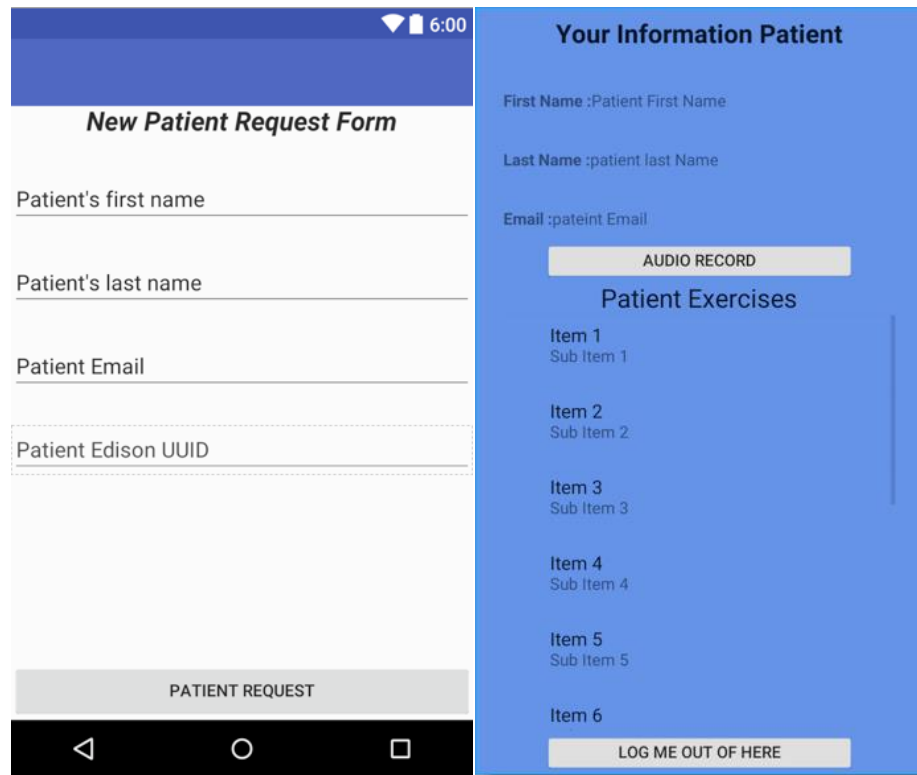 6:00
New Patient Request Form
Patient's first name
Patient's last name
Patient Email
Patient Edison UUID
PATIENT REQUEST
Your Information Patient
First Name :Patient First Name
Last Name :patient last Name
Email :pateint Email
AUDIO RECORD
Patient Exercises
Item 1
Sub Item 1
Item 2
Sub Item 2
Item 3
Sub Item 3
Item 4
Sub Item 4
Item 5
Sub Item 5
Item 6
LOG ME OUT OF HERE